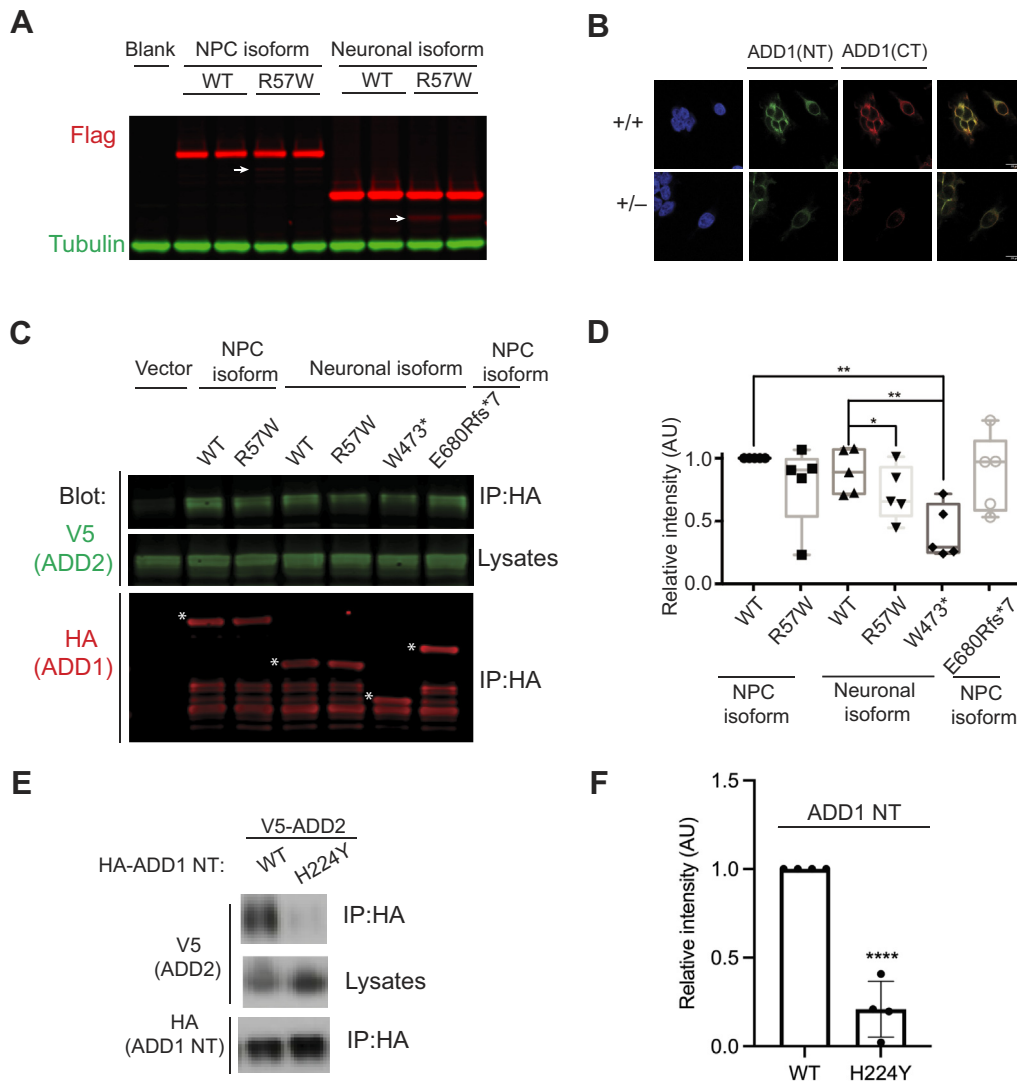 A
Blank NPC isoform Neuronal isoform
WT R57W WT R57W
Flag
Tubulin
B
ADD1(NT) ADD1(CT)
+/+
+/–
C
Vector NPC isoform Neuronal isoform NPC isoform
WT R57W WT R57W W473* E680Rfs*7
Blot:
V5
(ADD2)
IP:HA
Lysates
HA
(ADD1)
*
*
*
*
IP:HA
D
Relative intensity (AU)
**
**
*
1.0
0.5
0.0
WT R57W WT R57W W473* E680Rfs*7
NPC isoform Neuronal isoform NPC isoform
E
V5-ADD2
HA-ADD1 NT: WT H224Y
V5
(ADD2)
IP:HA
Lysates
HA
(ADD1 NT)
IP:HA
F
Relative intensity (AU)
1.5
ADD1 NT
1.0
0.5
****
0.0
WT H224Y